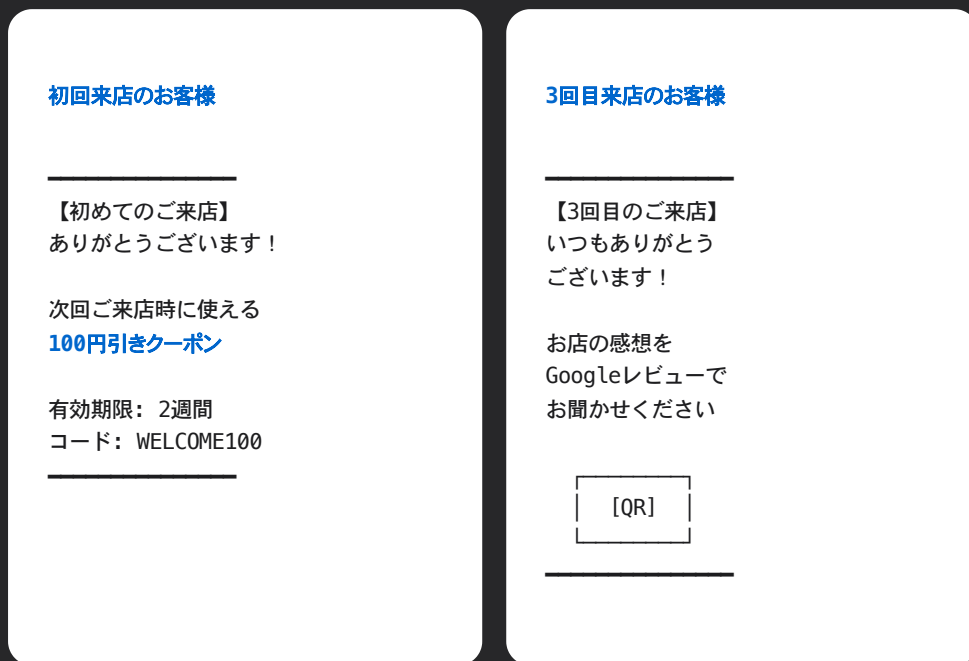 初回来店のお客様
【初めてのご来店】
ありがとうございます！
次回ご来店時に使える
100円引きクーポン
有効期限: 2週間
コード: WELCOME100
3回目来店のお客様
【3回目のご来店】
いつもありがとう
ございます！
お店の感想を
Googleレビューで
お聞かせください
[QR]